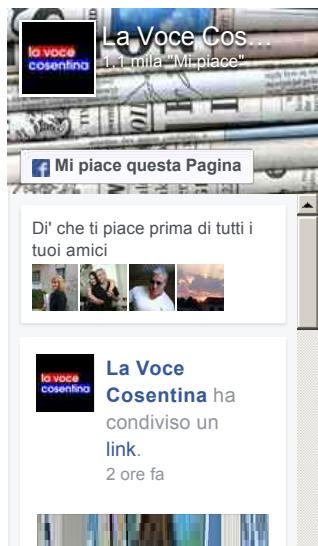 la voce
cosentina
La Voce Cos...
1,1 mila "Mi piace"
Mi piace questa Pagina
Di' che ti piace prima di tutti i
tuoi amici
la voce
cosentina
La Voce
Cosentina ha
condiviso un
link.
2 ore fa